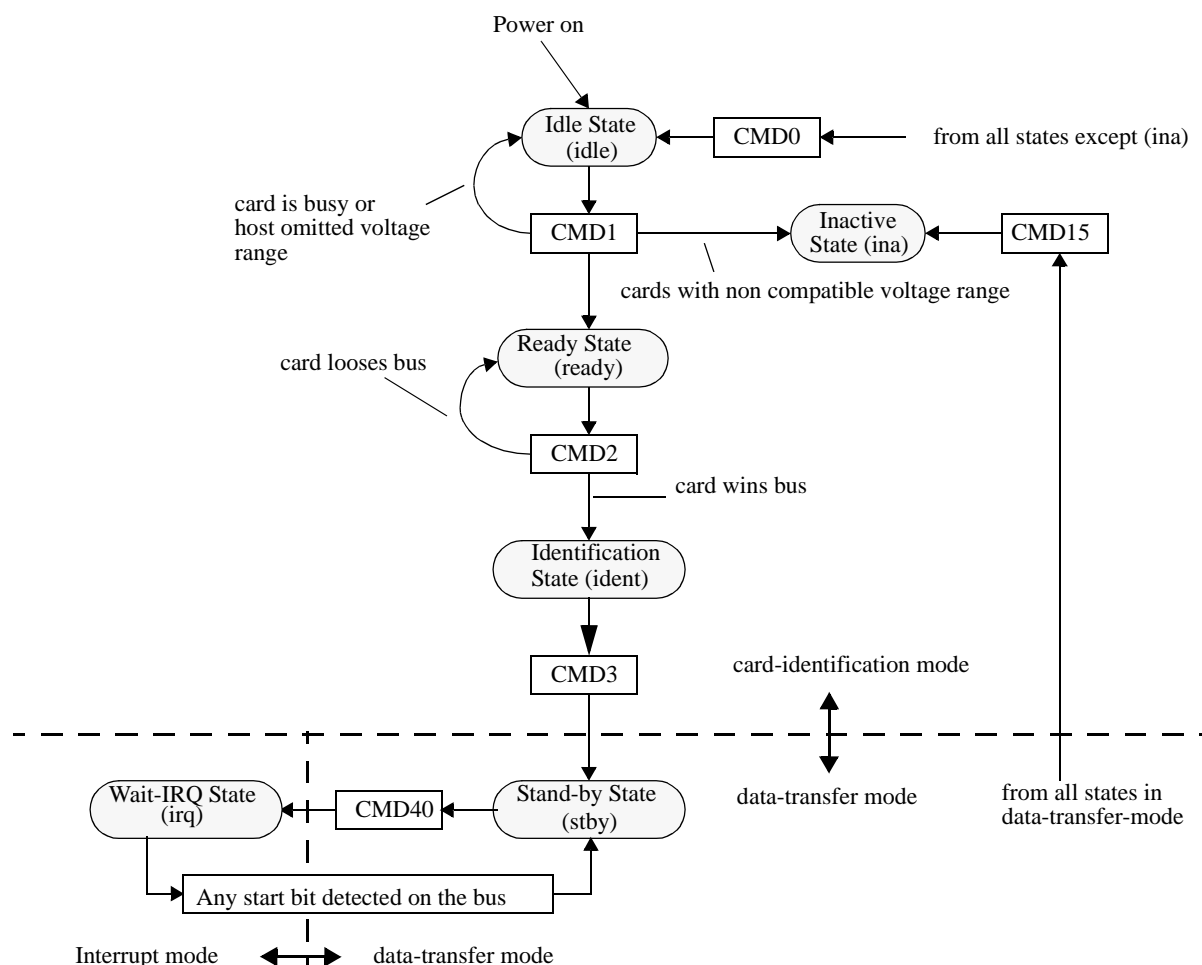 Power on
Idle State
(idle)
CMD0
from all states except (ina)
card is busy or
host omitted voltage
range
CMD1
Inactive
State (ina)
CMD15
cards with non compatible voltage range
Ready State
(ready)
card looses bus
CMD2
card wins bus
Identification
State (ident)
CMD3
card-identification mode
Wait-IRQ State
(irq)
CMD40
Stand-by State
(stby)
data-transfer mode
from all states in
data-transfer-mode
Any start bit detected on the bus
Interrupt mode
data-transfer mode